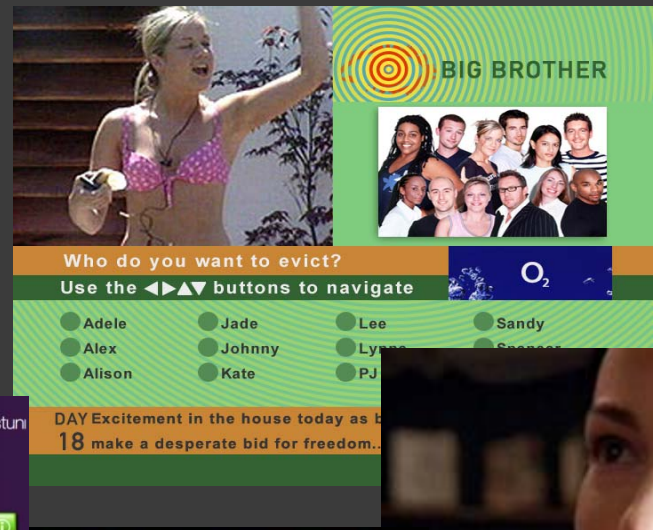 BIG BROTHER
Who do you want to evict?
O2
Use the ◀▶▲▼ buttons to navigate
Adele
Jade
Lee
Sandy
Alex
Johnny
Alison
Kate
PJ
DAY Excitement in the house today as
18 make a desperate bid for freedom..